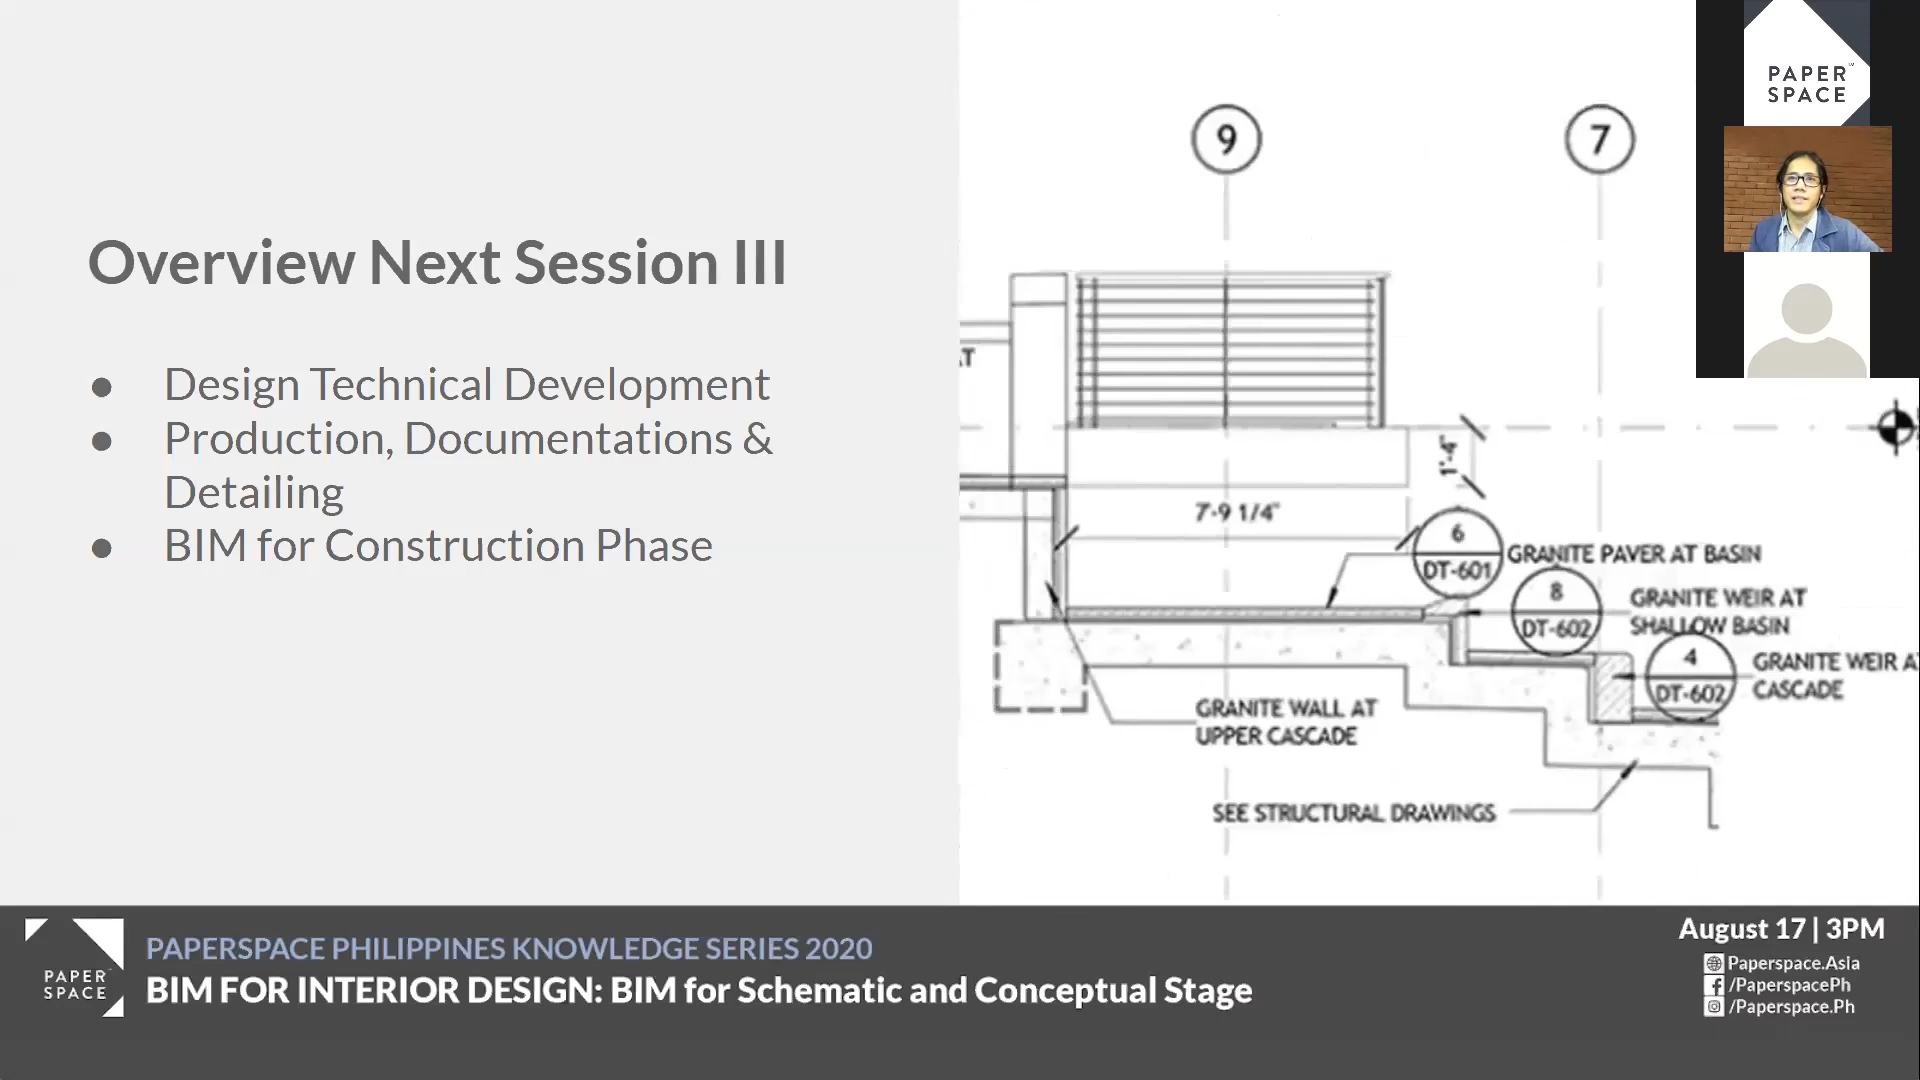 Overview Next Session III
● Design Technical Development
● Production, Documentations &
Detailing
● BIM for Construction Phase
9
7
1'-4"
7'-9 1/4"
6
DT-601
GRANITE PAVER AT BASIN
8
DT-602
GRANITE WEIR AT
SHALLOW BASIN
4
DT-602
GRANITE WEIR A
CASCADE
GRANITE WALL AT
UPPER CASCADE
SEE STRUCTURAL DRAWINGS
PAPER
SPACE
PAPER
SPACE
PAPERSPACE PHILIPPINES KNOWLEDGE SERIES 2020
BIM FOR INTERIOR DESIGN: BIM for Schematic and Conceptual Stage
August 17 | 3PM
Paperspace.Asia
/PaperspacePh
/Paperspace.Ph